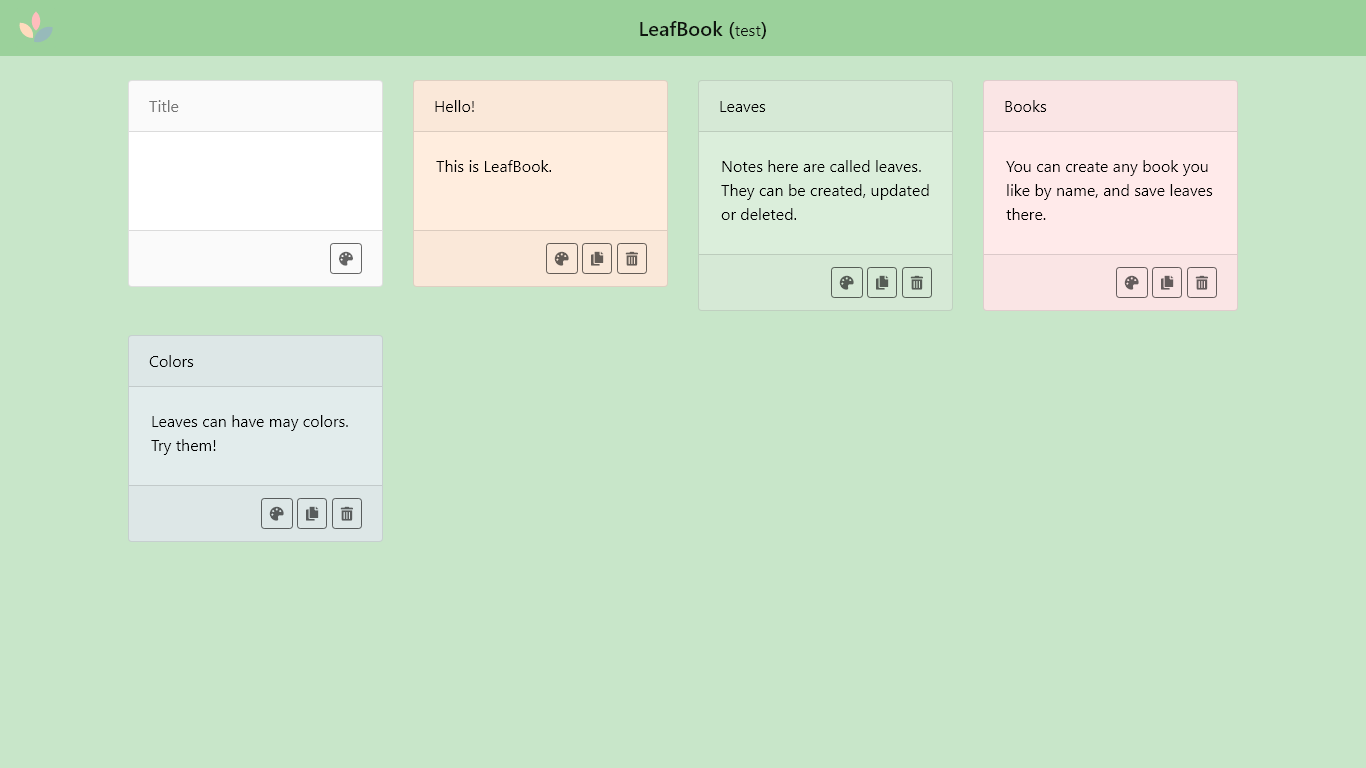 LeafBook (test)
Title
Hello!
This is LeafBook.
Leaves
Notes here are called leaves.
They can be created, updated
or deleted.
Books
You can create any book you
like by name, and save leaves
there.
Colors
Leaves can have may colors.
Try them!